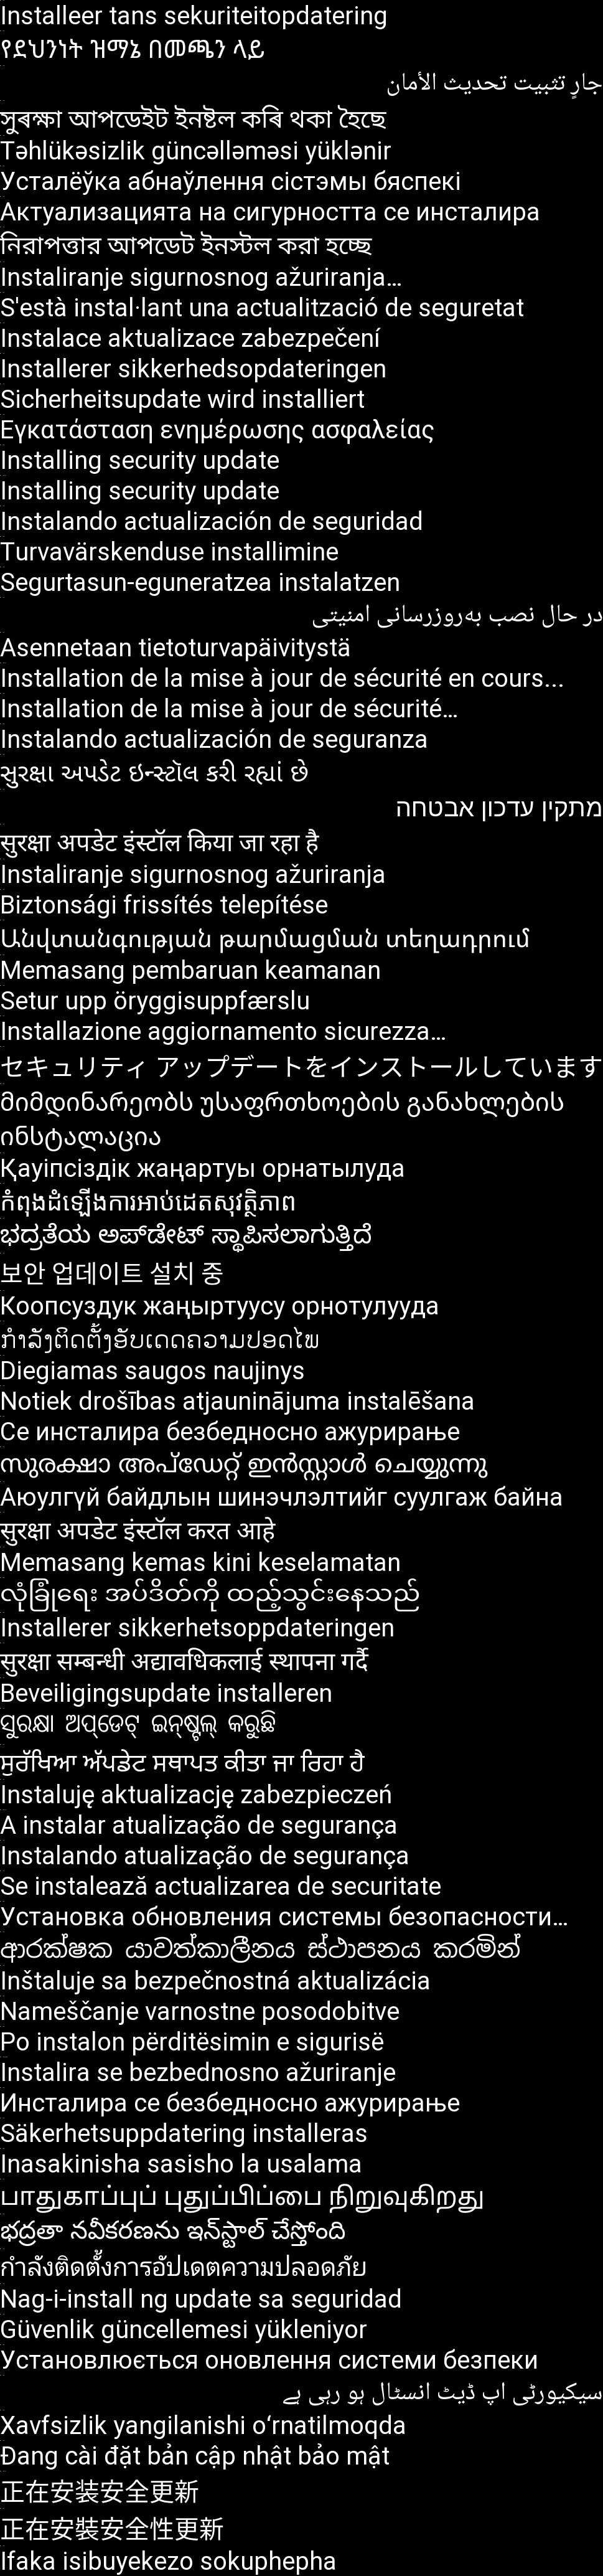 Installeer tans sekuriteitopdatering
የደህንነት ዝማኔ በመጫን ላይ
جارٍ تثبيت تحديث الأمان
সুৰক্ষা আপডেইট ইনষ্টল কৰি থকা হৈছে
Təhlükəsizlik güncəlləməsi yüklənir
Усталёўка абнаўлення сістэмы бяспекі
Актуализацията на сигурността се инсталира
নিরাপত্তার আপডেট ইনস্টল করা হচ্ছে
Instaliranje sigurnosnog ažuriranja…
S'està instal·lant una actualització de seguretat
Instalace aktualizace zabezpečení
Installerer sikkerhedsopdateringen
Sicherheitsupdate wird installiert
Εγκατάσταση ενημέρωσης ασφαλείας
Installing security update
Installing security update
Instalando actualización de seguridad
Turvavärskenduse installimine
Segurtasun-eguneratzea instalatzen
در حال نصب به‌روزرسانی امنیتی
Asennetaan tietoturvapäivitystä
Installation de la mise à jour de sécurité en cours...
Installation de la mise à jour de sécurité…
Instalando actualización de seguranza
સુરક્ષા અપડેટ ઇન્સ્ટૉલ કરી રહ્યાં છે
מתקין עדכון אבטחה
सुरक्षा अपडेट इंस्टॉल किया जा रहा है
Instaliranje sigurnosnog ažuriranja
Biztonsági frissítés telepítése
Անվտանգության թարմացման տեղադրում
Memasang pembaruan keamanan
Setur upp öryggisuppfærslu
Installazione aggiornamento sicurezza…
セキュリティ アップデートをインストールしています
მიმდინარეობს უსაფრთხოების განახლების
ინსტალაცია
Қауіпсіздік жаңартуы орнатылуда
កំពុងដំឡើងការអាប់ដេតសុវត្ថិភាព
ಭದ್ರತೆಯ ಅಪ್‌ಡೇಟ್‌ ಸ್ಥಾಪಿಸಲಾಗುತ್ತಿದೆ
보안 업데이트 설치 중
Коопсуздук жаңыртуусу орнотулууда
ກຳລັງຕິດຕັ້ງອັບເດດຄວາມປອດໄພ
Diegiamas saugos naujinys
Notiek drošības atjauninājuma instalēšana
Се инсталира безбедносно ажурирање
സുരക്ഷാ അപ്ഡേറ്റ് ഇൻസ്റ്റാൾ ചെയ്യുന്നു
Аюулгүй байдлын шинэчлэлтийг суулгаж байна
सुरक्षा अपडेट इंस्टॉल करत आहे
Memasang kemas kini keselamatan
လုံခြုံရေး အပ်ဒိတ်ကို ထည့်သွင်းနေသည်
Installerer sikkerhetsoppdateringen
सुरक्षा सम्बन्धी अद्यावधिकलाई स्थापना गर्दै
Beveiligingsupdate installeren
ସୁରକ୍ଷା ଅପ୍‌ଡେଟ୍‌ ଇନ୍‌ଷ୍ଟଲ୍‌ କରୁଛି
ਸੁਰੱਖਿਆ ਅੱਪਡੇਟ ਸਥਾਪਤ ਕੀਤਾ ਜਾ ਰਿਹਾ ਹੈ
Instaluję aktualizację zabezpieczeń
A instalar atualização de segurança
Instalando atualização de segurança
Se instalează actualizarea de securitate
Установка обновления системы безопасности…
ආරක්ෂක යාවත්කාලීනය ස්ථාපනය කරමින්
Inštaluje sa bezpečnostná aktualizácia
Nameščanje varnostne posodobitve
Po instalon përditësimin e sigurisë
Instalira se bezbednosno ažuriranje
Инсталира се безбедносно ажурирање
Säkerhetsuppdatering installeras
Inasakinisha sasisho la usalama
பாதுகாப்புப் புதுப்பிப்பை நிறுவுகிறது
భద్రతా నవీకరణను ఇన్‌స్టాల్ చేస్తోంది
กำลังติดตั้งการอัปเดตความปลอดภัย
Nag-i-install ng update sa seguridad
Güvenlik güncellemesi yükleniyor
Установлюється оновлення системи безпеки
سیکیورٹی اپ ڈیٹ انسٹال ہو رہی ہے
Xavfsizlik yangilanishi o‘rnatilmoqda
Đang cài đặt bản cập nhật bảo mật
正在安装安全更新
正在安裝安全性更新
Ifaka isibuyekezo sokuphepha